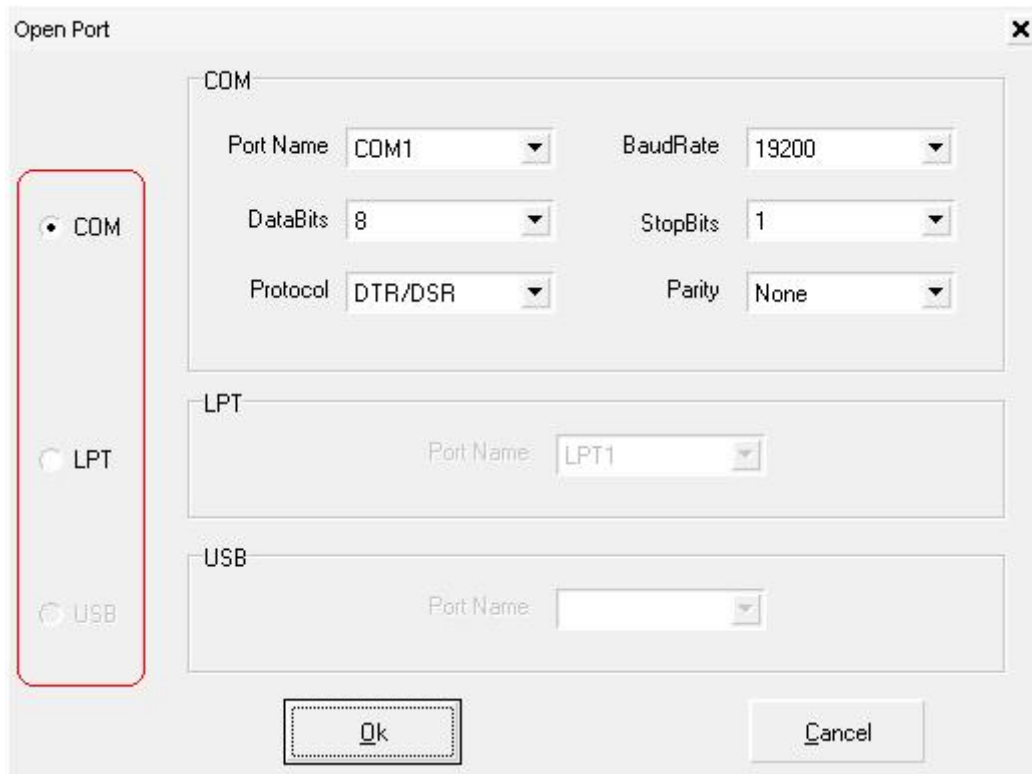 Open Port
COM
Port Name COM1 BaudRate 19200
COM DataBits 8 StopBits 1
Protocol DTR/DSR Parity None
LPT
LPT Port Name LPT1
USB
USB Port Name
Ok Cancel